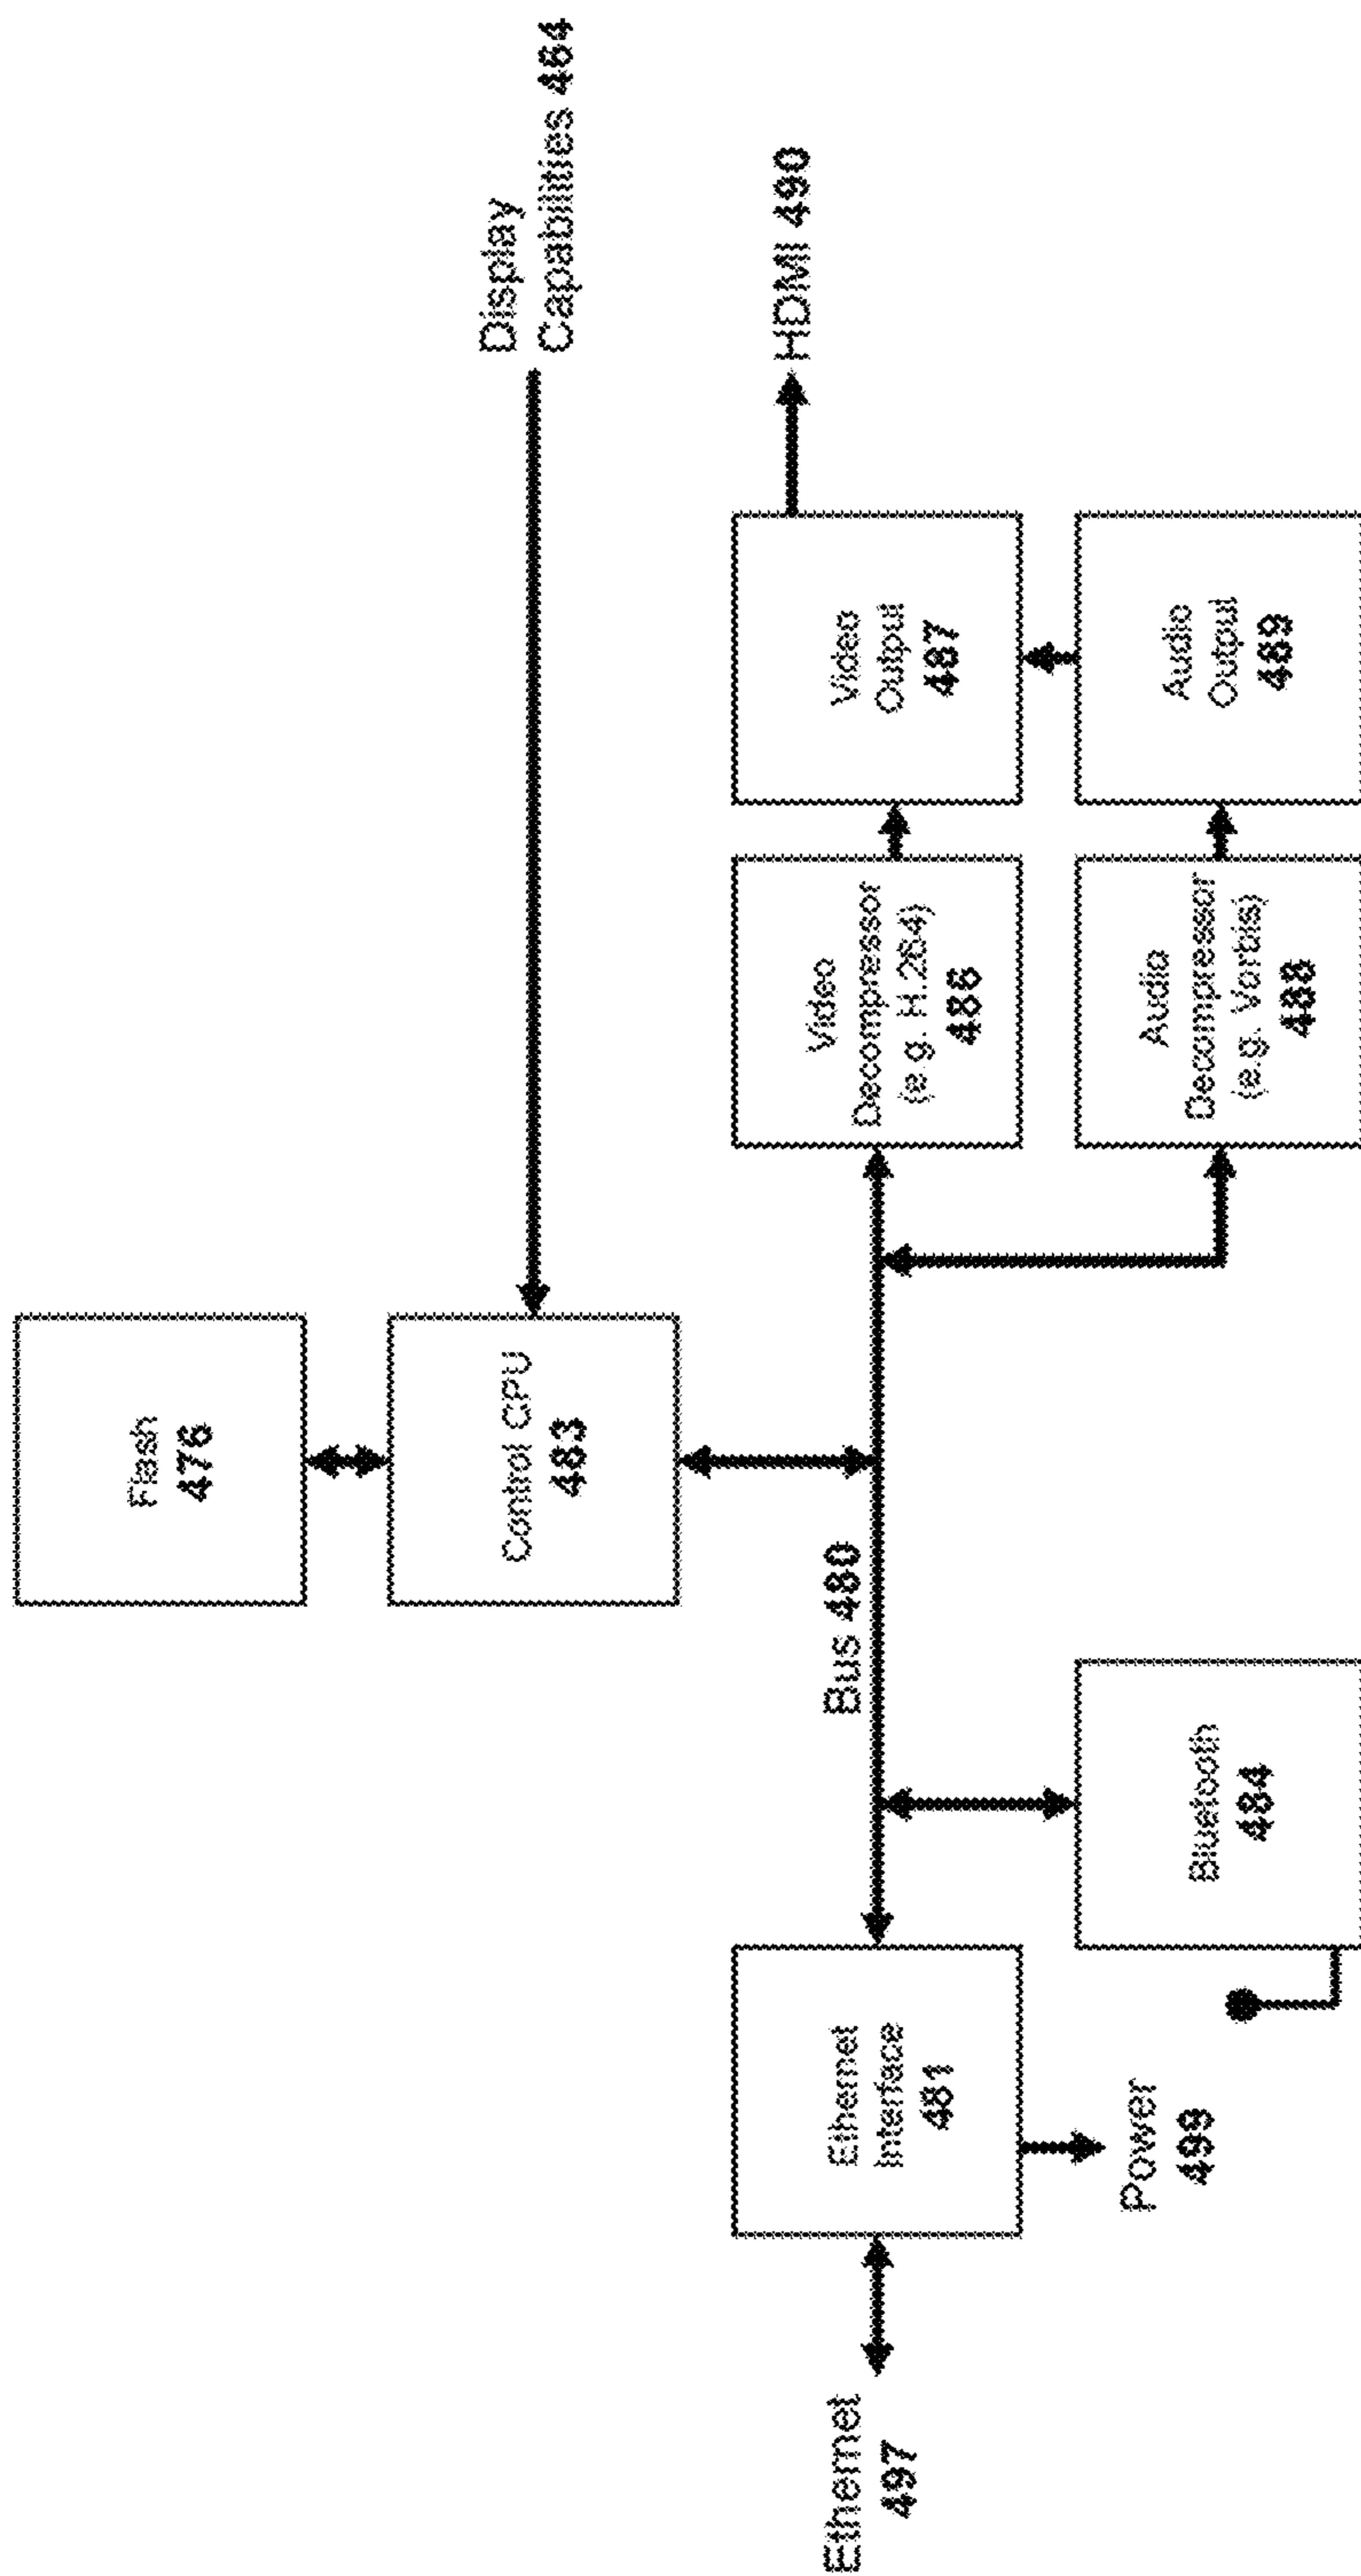 Flash
476
Display
Capabilities 464
Control CPU
483
HDMI 490
Bus 480
Ethernet
497
Ethernet
Interface
481
Video
Decompressor
(e.g. H.264)
486
Video
Output
487
Power
499
Bluetooth
484
Audio
Decompressor
(e.g. Vorbis)
488
Audio
Output
489